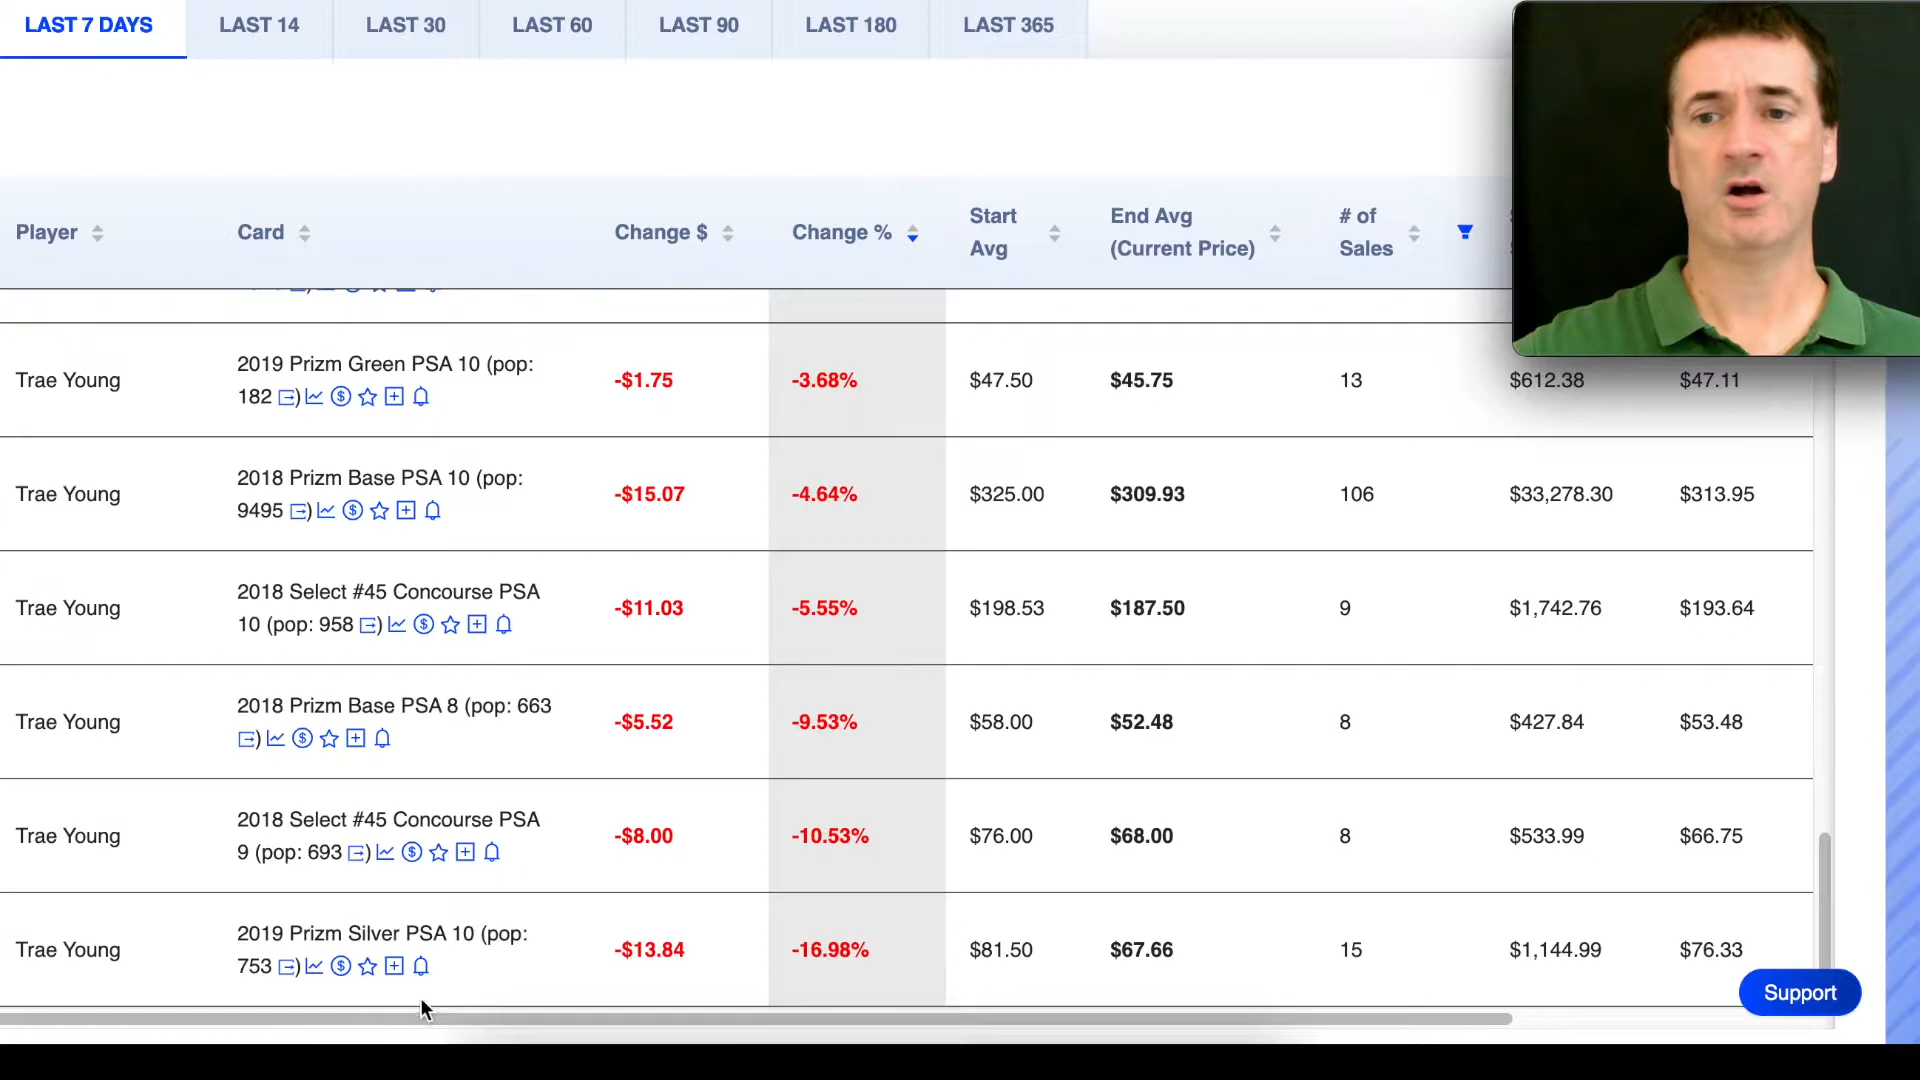 LAST 7 DAYS LAST 14 LAST 30 LAST 60 LAST 90 LAST 180 LAST 365
Player Card Change $ Change % Start Avg End Avg (Current Price) # of Sales
Trae Young 2019 Prizm Green PSA 10 (pop: -$1.75 -3.68% $47.50 $45.75 13 $612.38 $47.11
182 )
Trae Young 2018 Prizm Base PSA 10 (pop: -$15.07 -4.64% $325.00 $309.93 106 $33,278.30 $313.95
9495 )
Trae Young 2018 Select #45 Concourse PSA -$11.03 -5.55% $198.53 $187.50 9 $1,742.76 $193.64
10 (pop: 958 )
Trae Young 2018 Prizm Base PSA 8 (pop: 663 -$5.52 -9.53% $58.00 $52.48 8 $427.84 $53.48
)
Trae Young 2018 Select #45 Concourse PSA -$8.00 -10.53% $76.00 $68.00 8 $533.99 $66.75
9 (pop: 693 )
Trae Young 2019 Prizm Silver PSA 10 (pop: -$13.84 -16.98% $81.50 $67.66 15 $1,144.99 $76.33
753 )
Support